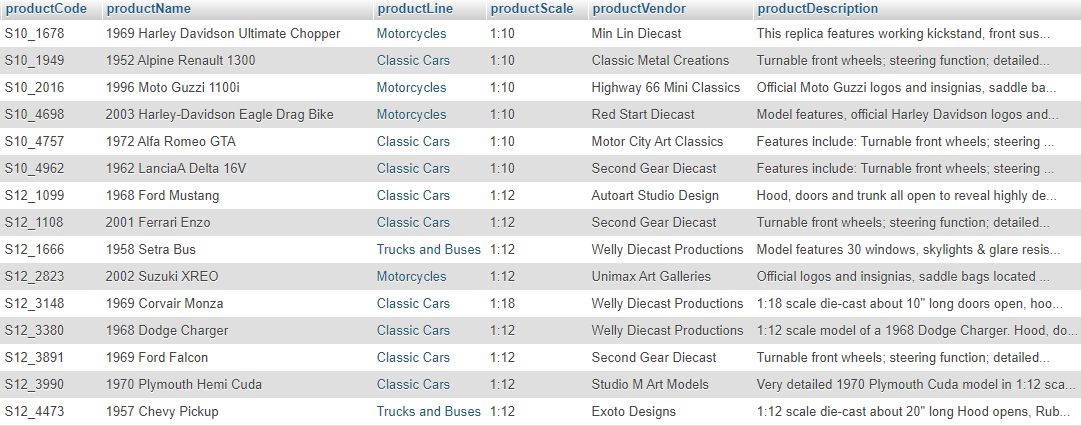 productCode productName productLine productScale productVendor productDescription
S10_1678 1969 Harley Davidson Ultimate Chopper Motorcycles 1:10 Min Lin Diecast This replica features working kickstand, front sus...
S10_1949 1952 Alpine Renault 1300 Classic Cars 1:10 Classic Metal Creations Turnable front wheels; steering function; detailed...
S10_2016 1996 Moto Guzzi 1100i Motorcycles 1:10 Highway 66 Mini Classics Official Moto Guzzi logos and insignias, saddle ba...
S10_4698 2003 Harley-Davidson Eagle Drag Bike Motorcycles 1:10 Red Start Diecast Model features, official Harley Davidson logos and...
S10_4757 1972 Alfa Romeo GTA Classic Cars 1:10 Motor City Art Classics Features include: Turnable front wheels; steering ...
S10_4962 1962 LanciaA Delta 16V Classic Cars 1:10 Second Gear Diecast Features include: Turnable front wheels; steering ...
S12_1099 1968 Ford Mustang Classic Cars 1:12 Autoart Studio Design Hood, doors and trunk all open to reveal highly de...
S12_1108 2001 Ferrari Enzo Classic Cars 1:12 Second Gear Diecast Turnable front wheels; steering function; detailed...
S12_1666 1958 Setra Bus Trucks and Buses 1:12 Welly Diecast Productions Model features 30 windows, skylights & glare resis...
S12_2823 2002 Suzuki XREO Motorcycles 1:12 Unimax Art Galleries Official logos and insignias, saddle bags located ...
S12_3148 1969 Corvair Monza Classic Cars 1:18 Welly Diecast Productions 1:18 scale die-cast about 10" long doors open, hoo...
S12_3380 1968 Dodge Charger Classic Cars 1:12 Welly Diecast Productions 1:12 scale model of a 1968 Dodge Charger. Hood, do...
S12_3891 1969 Ford Falcon Classic Cars 1:12 Second Gear Diecast Turnable front wheels; steering function; detailed...
S12_3990 1970 Plymouth Hemi Cuda Classic Cars 1:12 Studio M Art Models Very detailed 1970 Plymouth Cuda model in 1:12 sca...
S12_4473 1957 Chevy Pickup Trucks and Buses 1:12 Exoto Designs 1:12 scale die-cast about 20" long Hood opens, Rub...